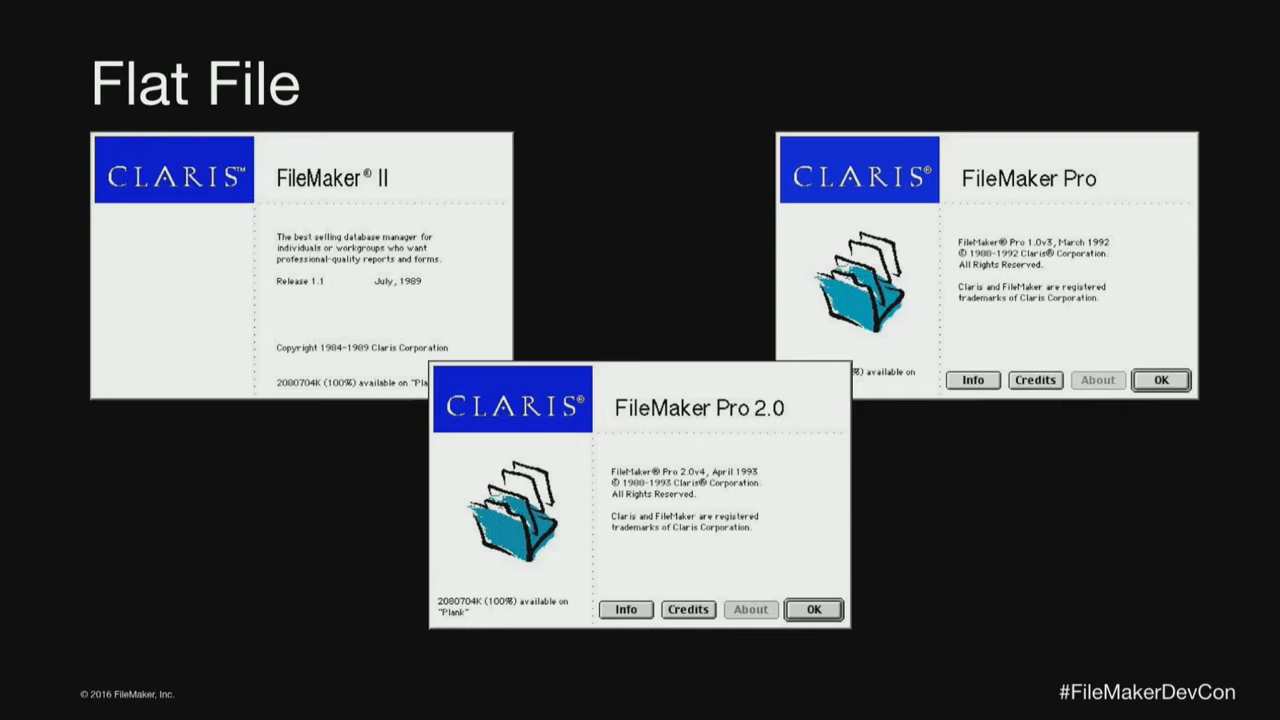 Flat File
CLARIS™
FileMaker® II
The best selling database manager for
individuals or workgroups who want
professional-quality reports and forms.
Release 1.1 July, 1989
Copyright 1984-1989 Claris Corporation
2080704K (100%) available on "Pla
CLARIS®
FileMaker Pro
FileMaker® Pro 1.0v3, March 1992
© 1988-1992 Claris® Corporation.
All Rights Reserved.
Claris and FileMaker are registered
trademarks of Claris Corporation.
%) available on
Info Credits About OK
CLARIS®
FileMaker Pro 2.0
FileMaker® Pro 2.0v4, April 1993
© 1988-1993 Claris® Corporation.
All Rights Reserved.
Claris and FileMaker are registered
trademarks of Claris Corporation.
2080704K (100%) available on
"Plank"
Info Credits About OK
© 2016 FileMaker, Inc.
#FileMakerDevCon